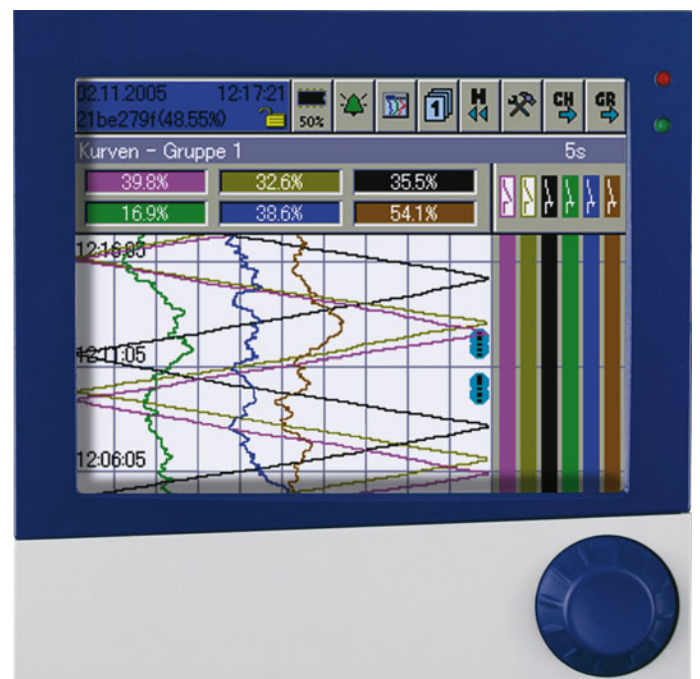 02.11.2005 12:17:21
21be279f(48.55%)
50%
1
H
CH
GR
Kurven - Gruppe 1 5s
39.8% 32.6% 35.5%
16.9% 38.6% 54.1%
12:16:05
12:11:05
12:06:05